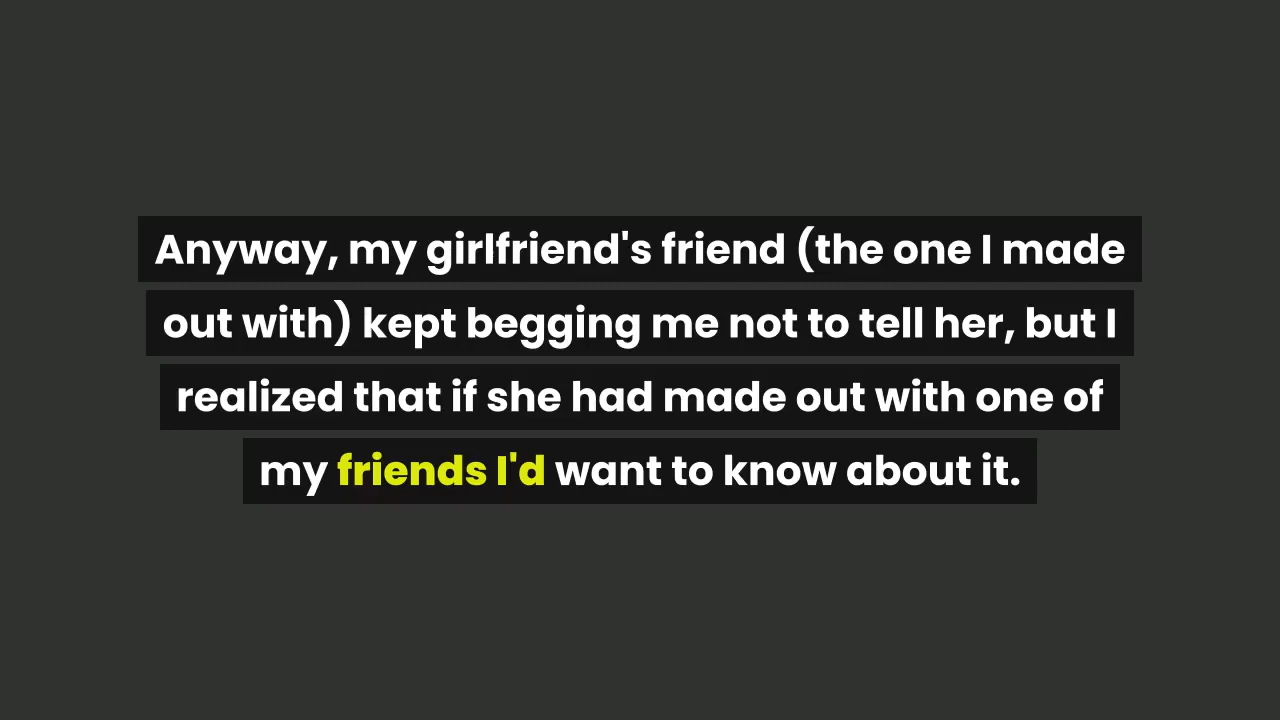 Anyway, my girlfriend's friend (the one I made
out with) kept begging me not to tell her, but I
realized that if she had made out with one of
my friends I'd want to know about it.